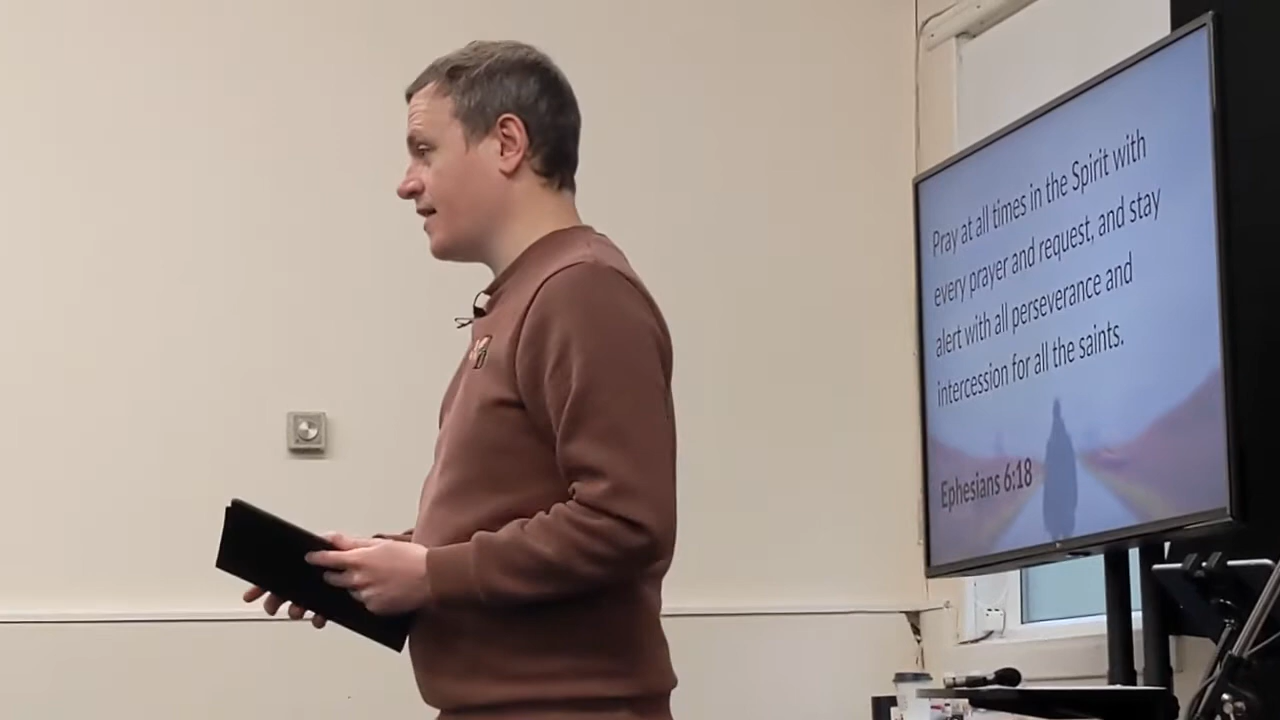 Pray at all times in the Spirit with
every prayer and request, and stay
alert with all perseverance and
intercession for all the saints.
Ephesians 6:18